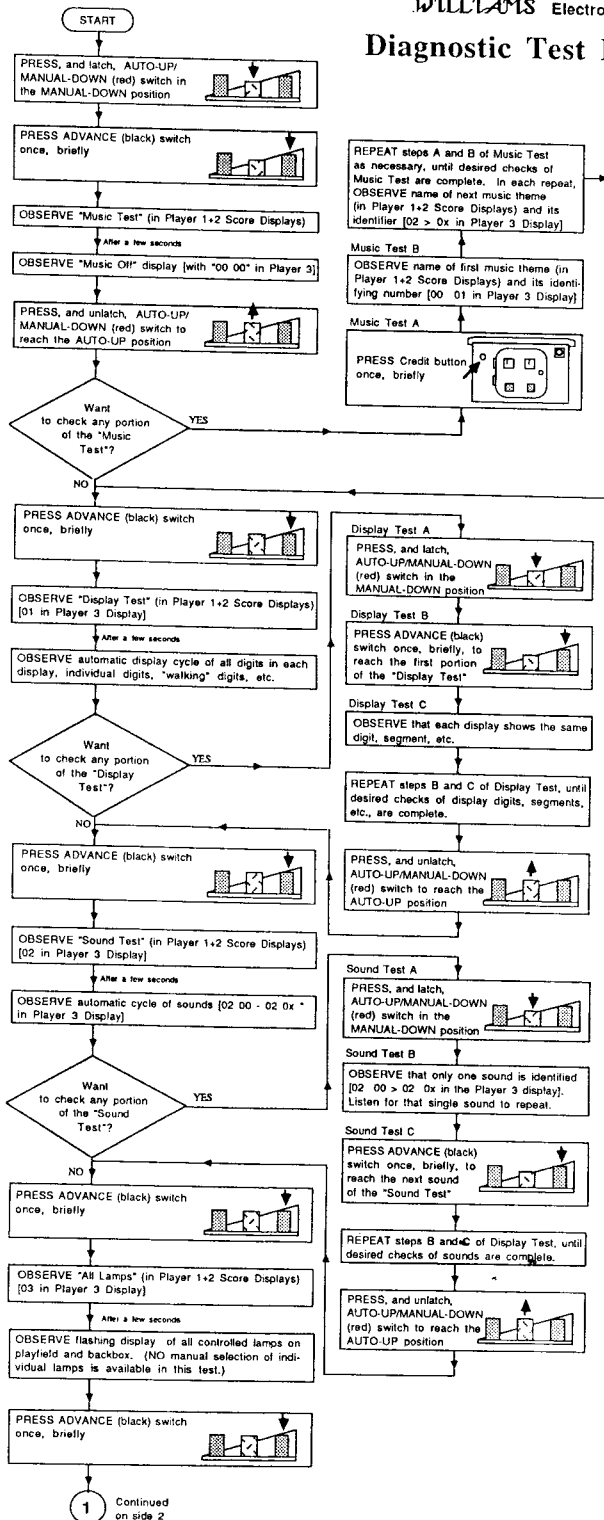 WILLIAMS Electro
Diagnostic Test
START
PRESS, and latch, AUTO-UP/
MANUAL-DOWN (red) switch in
the MANUAL-DOWN position
PRESS ADVANCE (black) switch
once, briefly
OBSERVE "Music Test" (in Player 1+2 Score Displays)
After a few seconds
OBSERVE "Music Off" display [with "00 00" in Player 3]
PRESS, and unlatch, AUTO-UP/
MANUAL-DOWN (red) switch to
reach the AUTO-UP position
Want
to check any portion
of the "Music
Test"?
YES
NO
REPEAT steps A and B of Music Test
as necessary, until desired checks of
Music Test are complete. In each repeat,
OBSERVE name of next music theme
(in Player 1+2 Score Displays) and its
identifier [02 > 0x in Player 3 Display]
Music Test B
OBSERVE name of first music theme (in
Player 1+2 Score Displays) and its identi-
fying number [00 01 in Player 3 Display]
Music Test A
PRESS Credit button
once, briefly
PRESS ADVANCE (black) switch
once, briefly
OBSERVE "Display Test" (in Player 1+2 Score Displays)
[01 in Player 3 Display]
After a few seconds
OBSERVE automatic display cycle of all digits in each
display, individual digits, "walking" digits, etc.
Want
to check any portion
of the "Display
Test"?
YES
NO
Display Test A
PRESS, and latch,
AUTO-UP/MANUAL-DOWN
(red) switch in the
MANUAL-DOWN position
Display Test B
PRESS ADVANCE (black)
switch once, briefly, to
reach the first portion
of the "Display Test"
Display Test C
OBSERVE that each display shows the same
digit, segment, etc.
REPEAT steps B and C of Display Test, until
desired checks of display digits, segments,
etc., are complete.
PRESS, and unlatch,
AUTO-UP/MANUAL-DOWN
(red) switch to reach the
AUTO-UP position
PRESS ADVANCE (black) switch
once, briefly
OBSERVE "Sound Test" (in Player 1+2 Score Displays)
[02 in Player 3 Display]
After a few seconds
OBSERVE automatic cycle of sounds [02 00 - 02 0x "
in Player 3 Display]
Want
to check any portion
of the "Sound
Test"?
YES
NO
Sound Test A
PRESS, and latch,
AUTO-UP/MANUAL-DOWN
(red) switch in the
MANUAL-DOWN position
Sound Test B
OBSERVE that only one sound is identified
[02 00 > 02 0x in the Player 3 display].
Listen for that single sound to repeat.
Sound Test C
PRESS ADVANCE (black)
switch once, briefly, to
reach the next sound
of the "Sound Test"
REPEAT steps B and C of Display Test, until
desired checks of sounds are complete.
PRESS, and unlatch,
AUTO-UP/MANUAL-DOWN
(red) switch to reach the
AUTO-UP position
PRESS ADVANCE (black) switch
once, briefly
OBSERVE "All Lamps" (in Player 1+2 Score Displays)
[03 in Player 3 Display]
After a few seconds
OBSERVE flashing display of all controlled lamps on
playfield and backbox. (NO manual selection of indi-
vidual lamps is available in this test.)
PRESS ADVANCE (black) switch
once, briefly
1
Continued
on side 2